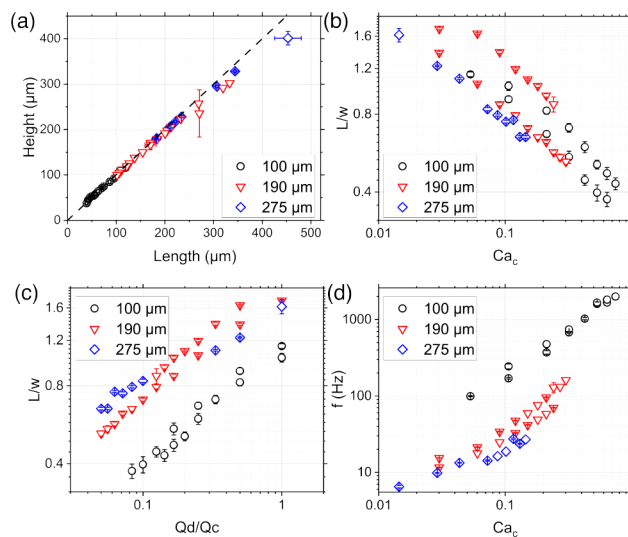 (a)
400
300
200
100
0
Height (µm)
100 µm
190 µm
275 µm
0 100 200 300 400 500
Length (µm)
(b)
1.6
1.2
0.8
0.4
L/w
100 µm
190 µm
275 µm
0.01 0.1
Ca_c
(c)
1.6
1.2
0.8
0.4
L/w
100 µm
190 µm
275 µm
0.1 1
Qd/Qc
(d)
1000
100
10
f (Hz)
100 µm
190 µm
275 µm
0.01 0.1
Ca_c